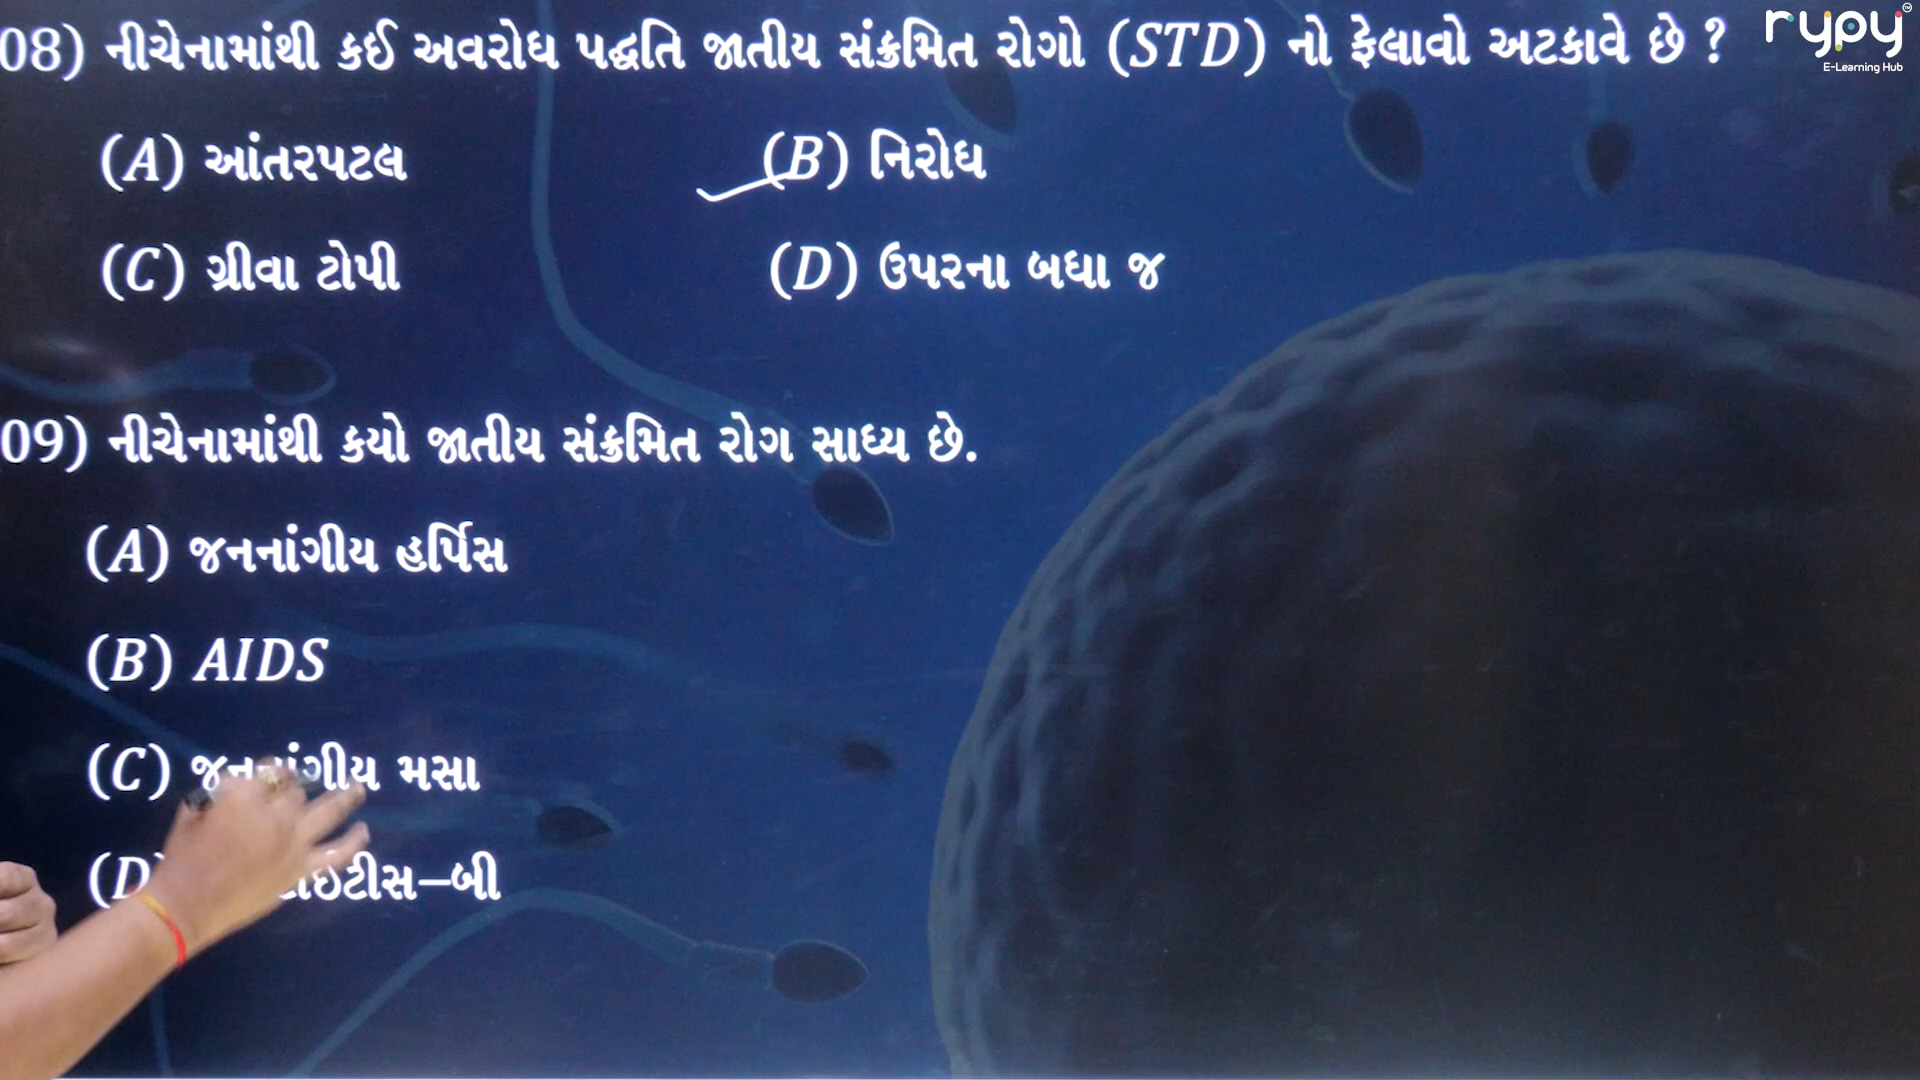 rypy
E-Learning Hub
08) નીચેનામાંથી કઈ અવરોધ પદ્ધતિ જાતીય સંક્રમિત રોગો (STD) નો ફેલાવો અટકાવે છે ?
(A) આંતરપટલ (B) નિરોધ
(C) ગ્રીવા ટોપી (D) ઉપરના બધા જ
09) નીચેનામાંથી કયો જાતીય સંક્રમિત રોગ સાધ્ય છે.
(A) જનનાંગીય હર્પિસ
(B) AIDS
(C) જનનાંગીય મસા
(D)